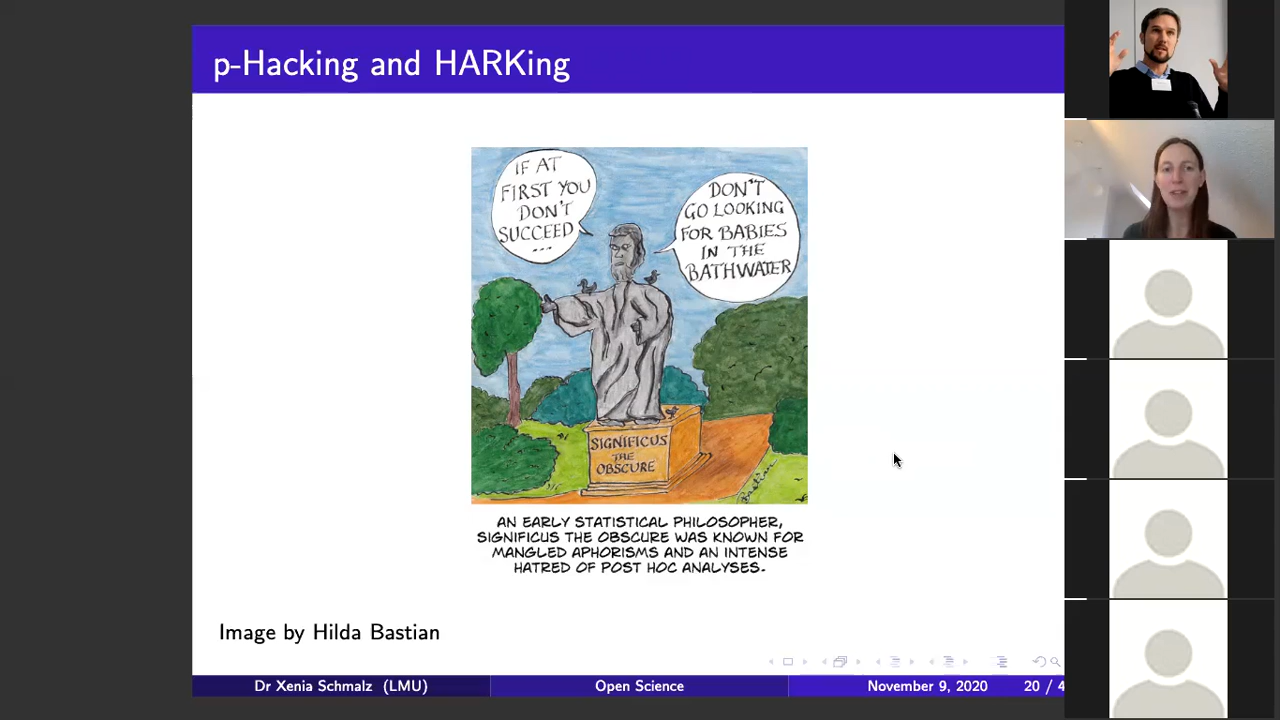 p-Hacking and HARKing
IF AT
FIRST YOU
DON'T
SUCCEED
...
DON'T
GO LOOKING
FOR BABIES
IN THE
BATHWATER
SIGNIFICUS
THE
OBSCURE
Bastian
AN EARLY STATISTICAL PHILOSOPHER,
SIGNIFICUS THE OBSCURE WAS KNOWN FOR
MANGLED APHORISMS AND AN INTENSE
HATRED OF POST HOC ANALYSES.
Image by Hilda Bastian
Dr Xenia Schmalz (LMU)
Open Science
November 9, 2020
20 / 4